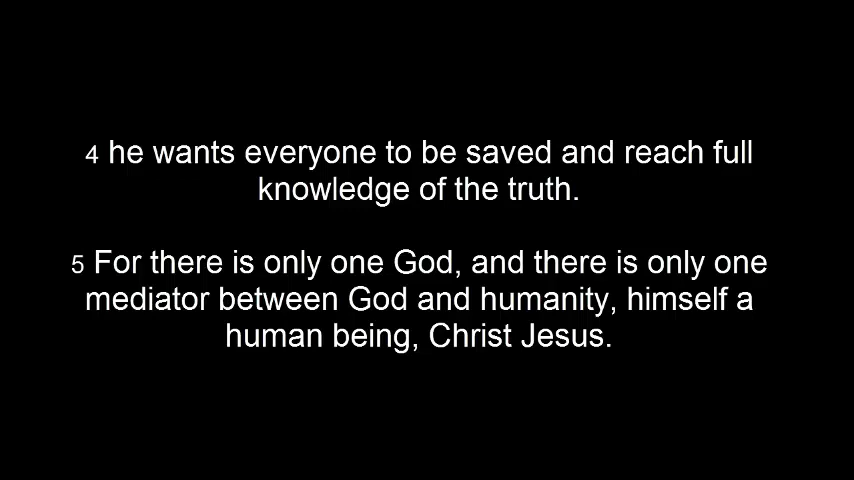 4 he wants everyone to be saved and reach full
knowledge of the truth.
5 For there is only one God, and there is only one
mediator between God and humanity, himself a
human being, Christ Jesus.